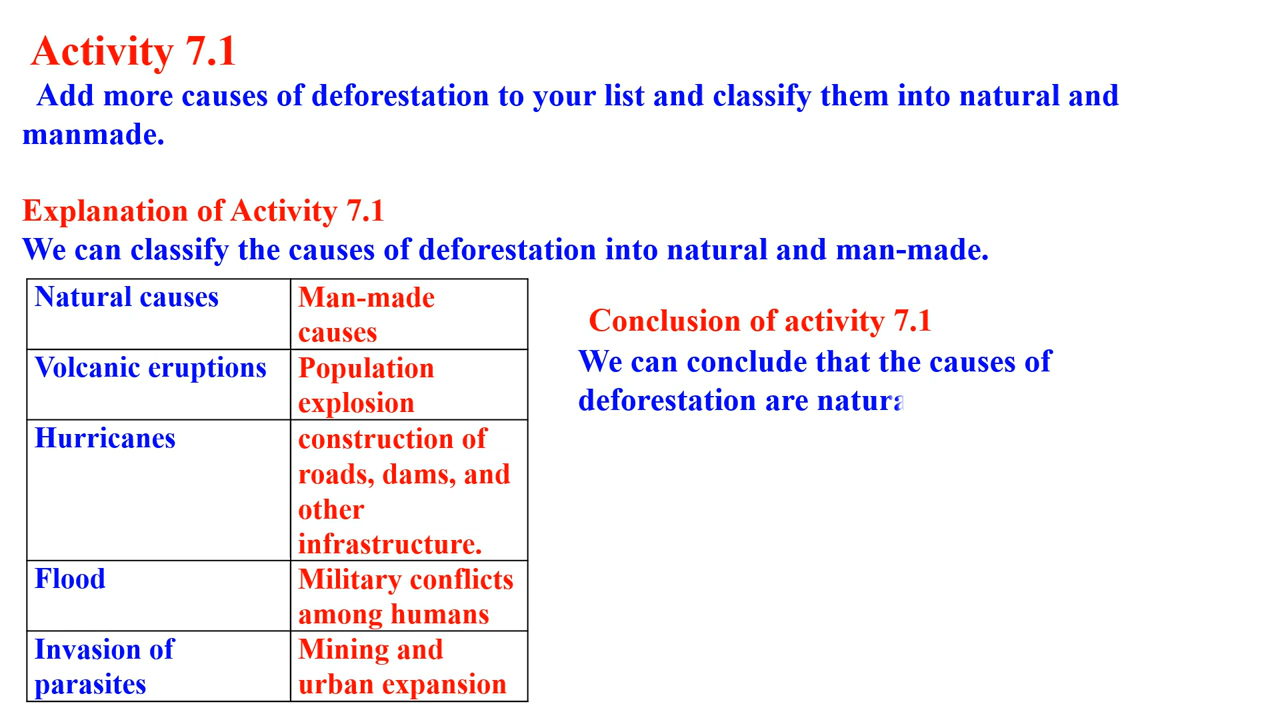 Activity 7.1
Add more causes of deforestation to your list and classify them into natural and
manmade.
Explanation of Activity 7.1
We can classify the causes of deforestation into natural and man-made.
Natural causes
Man-made
causes
Volcanic eruptions
Population
explosion
Hurricanes
construction of
roads, dams, and
other
infrastructure.
Flood
Military conflicts
among humans
Invasion of
parasites
Mining and
urban expansion
Conclusion of activity 7.1
We can conclude that the causes of
deforestation are natura